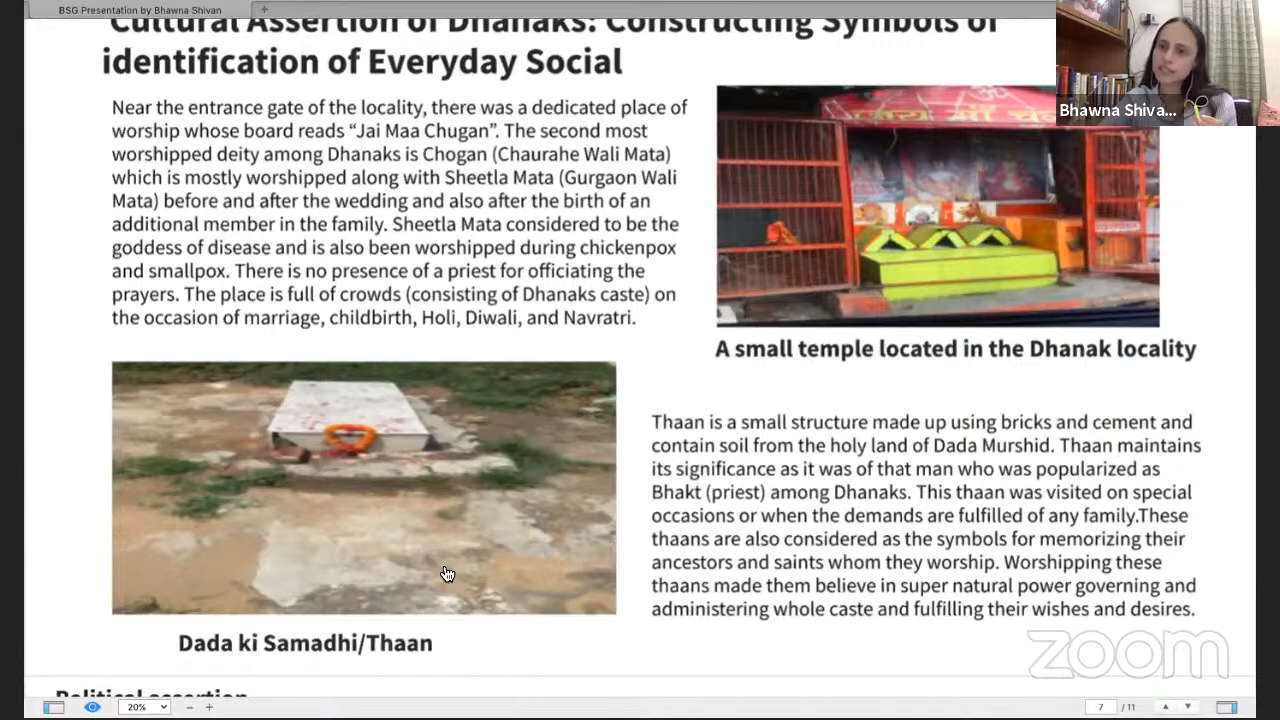 BSG Presentation by Bhawna Shivan
+
Cultural Assertion of Dhanaks: Constructing Symbols of
identification of Everyday Social
Bhawna Shiva...
Near the entrance gate of the locality, there was a dedicated place of
worship whose board reads “Jai Maa Chugan”. The second most
worshipped deity among Dhanaks is Chogan (Chaurahe Wali Mata)
which is mostly worshipped along with Sheetla Mata (Gurgaon Wali
Mata) before and after the wedding and also after the birth of an
additional member in the family. Sheetla Mata considered to be the
goddess of disease and is also been worshipped during chickenpox
and smallpox. There is no presence of a priest for officiating the
prayers. The place is full of crowds (consisting of Dhanaks caste) on
the occasion of marriage, childbirth, Holi, Diwali, and Navratri.
A small temple located in the Dhanak locality
Thaan is a small structure made up using bricks and cement and
contain soil from the holy land of Dada Murshid. Thaan maintains
its significance as it was of that man who was popularized as
Bhakt (priest) among Dhanaks. This thaan was visited on special
occasions or when the demands are fulfilled of any family.These
thaans are also considered as the symbols for memorizing their
ancestors and saints whom they worship. Worshipping these
thaans made them believe in super natural power governing and
administering whole caste and fulfilling their wishes and desires.
Dada ki Samadhi/Thaan
zoom
Political assertion
20%
− +
7 / 11